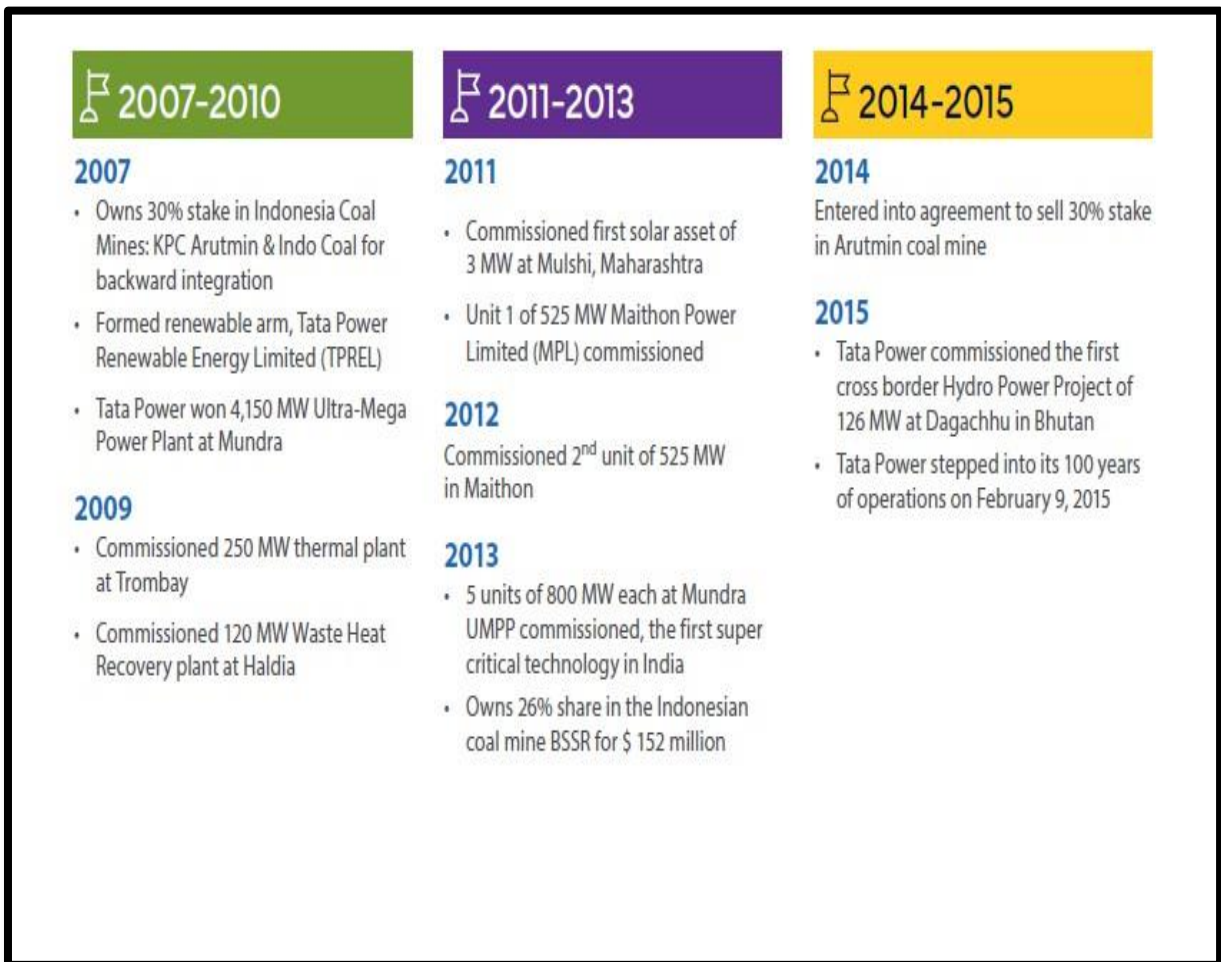 2007-2010
2007
• Owns 30% stake in Indonesia Coal
Mines: KPC Arutmin & Indo Coal for
backward integration
• Formed renewable arm, Tata Power
Renewable Energy Limited (TPREL)
• Tata Power won 4,150 MW Ultra-Mega
Power Plant at Mundra
2009
• Commissioned 250 MW thermal plant
at Trombay
• Commissioned 120 MW Waste Heat
Recovery plant at Haldia
2011-2013
2011
• Commissioned first solar asset of
3 MW at Mulshi, Maharashtra
• Unit 1 of 525 MW Maithon Power
Limited (MPL) commissioned
2012
Commissioned 2nd unit of 525 MW
in Maithon
2013
• 5 units of 800 MW each at Mundra
UMPP commissioned, the first super
critical technology in India
• Owns 26% share in the Indonesian
coal mine BSSR for $ 152 million
2014-2015
2014
Entered into agreement to sell 30% stake
in Arutmin coal mine
2015
• Tata Power commissioned the first
cross border Hydro Power Project of
126 MW at Dagachhu in Bhutan
• Tata Power stepped into its 100 years
of operations on February 9, 2015